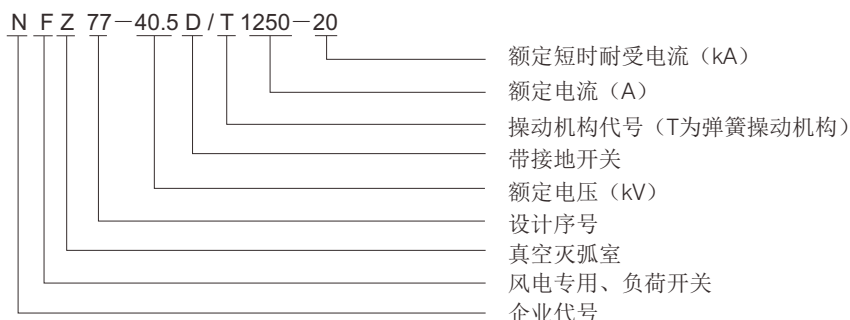 N F Z 77-40.5 D / T 1250-20
额定短时耐受电流（kA）
额定电流（A）
操动机构代号（T为弹簧操动机构）
带接地开关
额定电压（kV）
设计序号
真空灭弧室
风电专用、负荷开关
企业代号